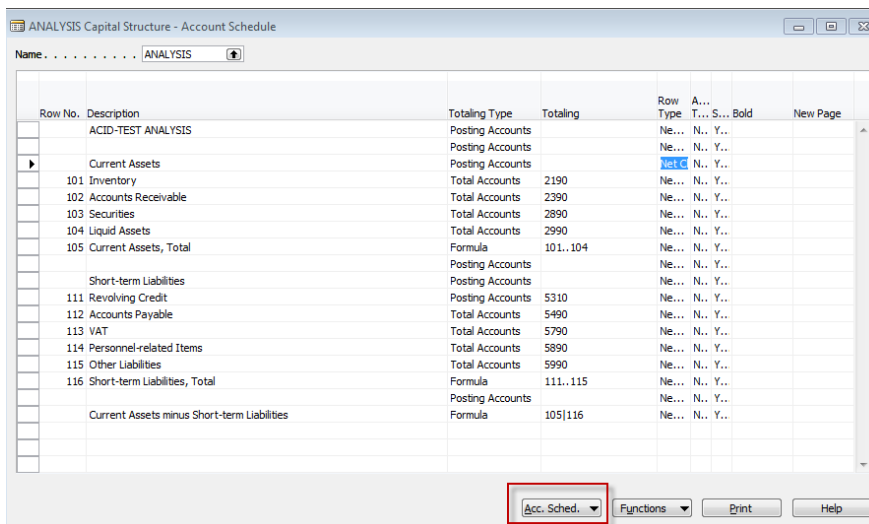 ANALYSIS Capital Structure - Account Schedule
Name. . . . . . . . . . ANALYSIS
Row A...
Row No. Description Totaling Type Totaling Type T... S... Bold New Page
ACID-TEST ANALYSIS Posting Accounts Ne... N.. Y...
Posting Accounts Ne... N.. Y...
Current Assets Posting Accounts Net C N.. Y...
101 Inventory Total Accounts 2190 Ne... N.. Y...
102 Accounts Receivable Total Accounts 2390 Ne... N.. Y...
103 Securities Total Accounts 2890 Ne... N.. Y...
104 Liquid Assets Total Accounts 2990 Ne... N.. Y...
105 Current Assets, Total Formula 101..104 Ne... N.. Y...
Posting Accounts Ne... N.. Y...
Short-term Liabilities Posting Accounts Ne... N.. Y...
111 Revolving Credit Posting Accounts 5310 Ne... N.. Y...
112 Accounts Payable Total Accounts 5490 Ne... N.. Y...
113 VAT Total Accounts 5790 Ne... N.. Y...
114 Personnel-related Items Total Accounts 5890 Ne... N.. Y...
115 Other Liabilities Total Accounts 5990 Ne... N.. Y...
116 Short-term Liabilities, Total Formula 111..115 Ne... N.. Y...
Posting Accounts Ne... N.. Y...
Current Assets minus Short-term Liabilities Formula 105|116 Ne... N.. Y...
Acc. Sched. Functions Print Help